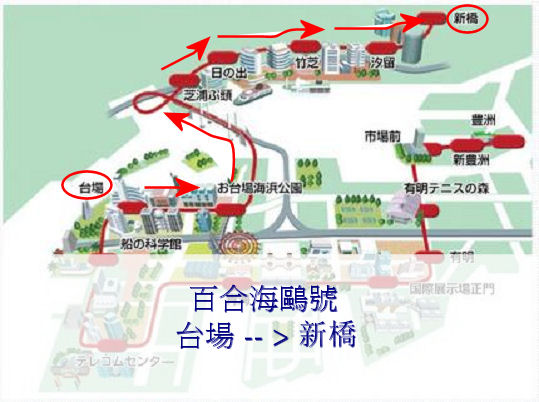 新橋
汐留
竹芝
日の出
芝浦ふ頭
豊洲
市場前
新豊洲
台場
お台場海浜公園
有明テニスの森
船の科学館
有明
国際展示場正門
テレコムセンター
百合海鷗號
台場 -- > 新橋